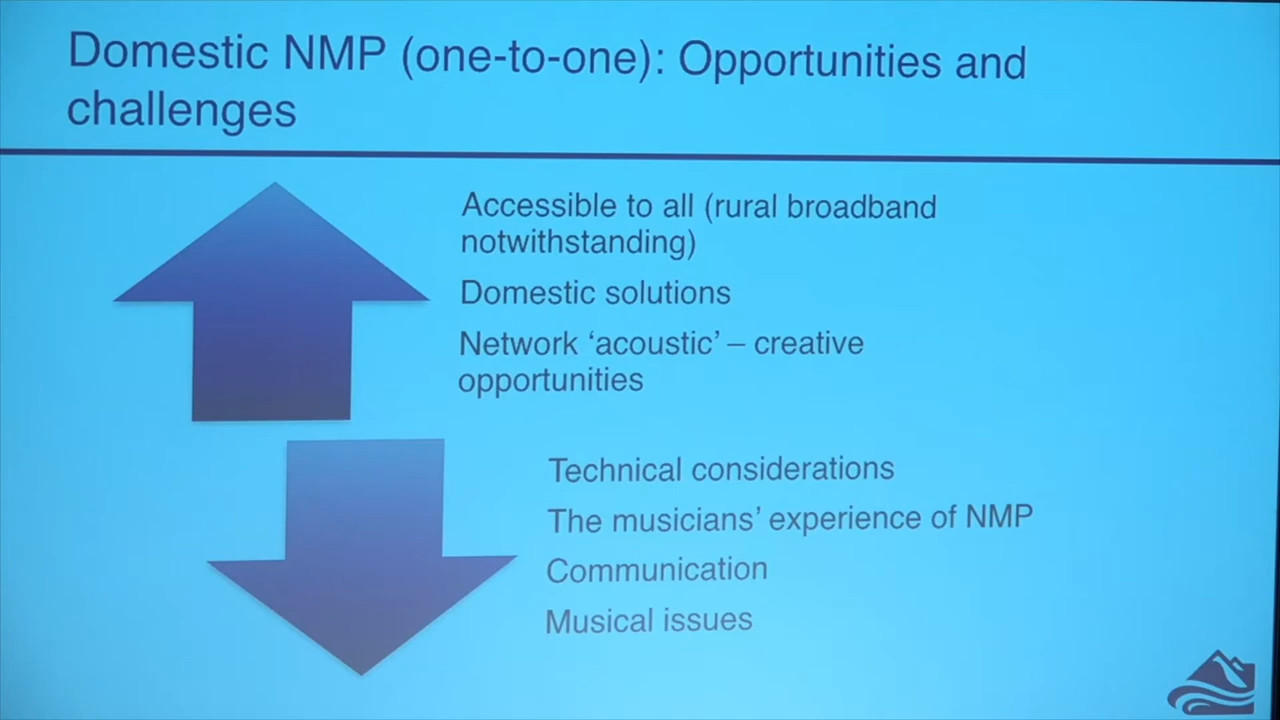 Domestic NMP (one-to-one): Opportunities and
challenges
Accessible to all (rural broadband
notwithstanding)
Domestic solutions
Network ‘acoustic’ – creative
opportunities
Technical considerations
The musicians’ experience of NMP
Communication
Musical issues